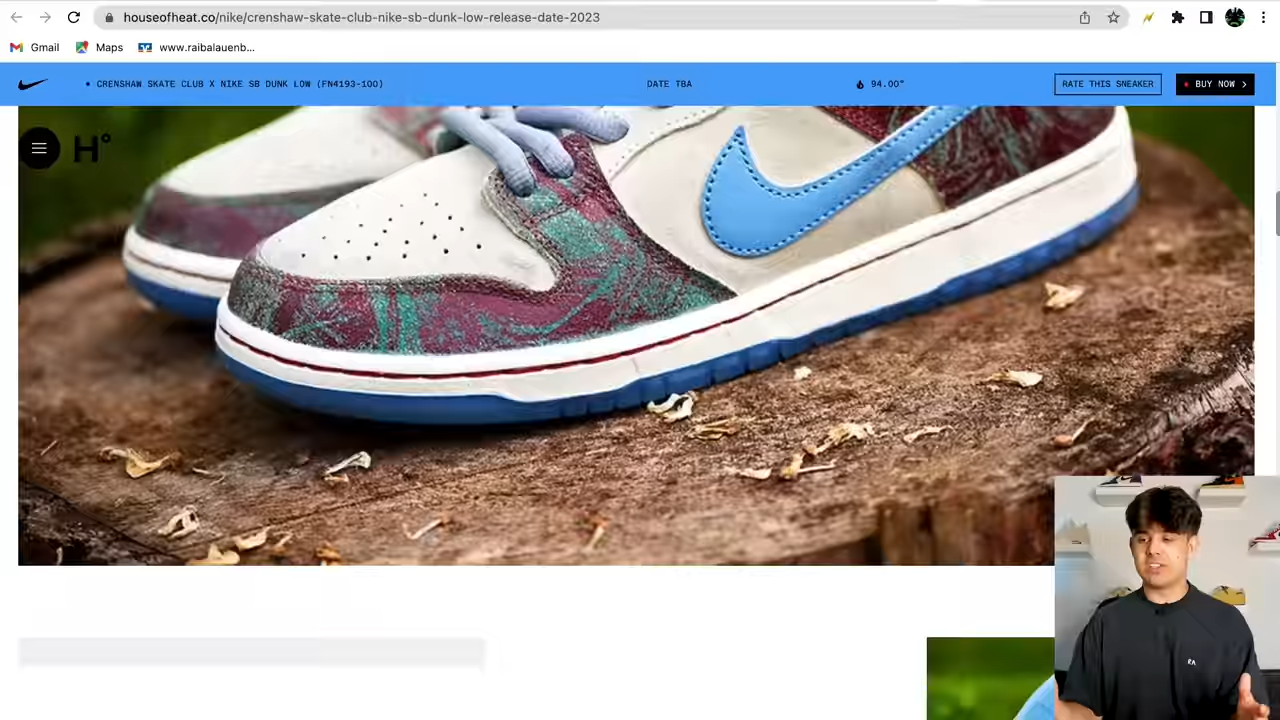 houseofheat.co/nike/crenshaw-skate-club-nike-sb-dunk-low-release-date-2023
Gmail
Maps
www.raibalauenb...
CRENSHAW SKATE CLUB X NIKE SB DUNK LOW (FN4193-100)
DATE TBA
94.00°
RATE THIS SNEAKER
BUY NOW
H°
RA